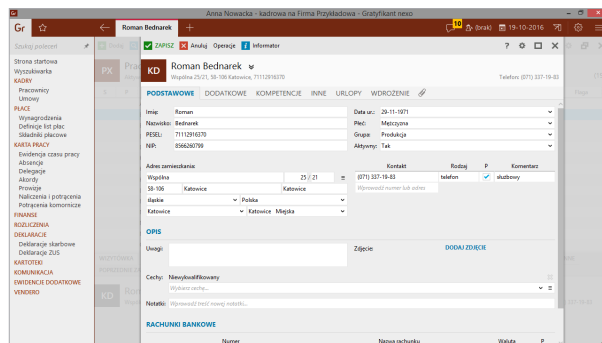 Anna Nowacka - kadrowa na Firma Przykładowa - Gratyfikant nexo
Gr
Roman Bednarek
10
(brak)
19-10-2016
Szukaj poleceń
Strona startowa
Wyszukiwarka
KADRY
Pracownicy
Umowy
PŁACE
Wynagrodzenia
Definicje list płac
Składniki płacowe
KARTA PRACY
Ewidencja czasu pracy
Absencje
Delegacje
Akordy
Prowizje
Naliczenia i potrącenia
Potrącenia komornicze
FINANSE
ROZLICZENIA
DEKLARACJE
Deklaracje skarbowe
Deklaracje ZUS
KARTOTEKI
KOMUNIKACJA
EWIDENCJE DODATKOWE
VENDERO
PX
KD
ZAPISZ
Anuluj
Operacje
Informator
KD
Roman Bednarek
Wspólna 25/21, 58-106 Katowice, 71112916370
Telefon: (071) 337-19-83
PODSTAWOWE
DODATKOWE
KOMPETENCJE
INNE
URLOPY
WDROŻENIE
Imię: Roman
Data ur.: 29-11-1971
Nazwisko: Bednarek
Płeć: Mężczyzna
PESEL: 71112916370
Grupa: Produkcja
NIP: 8566260799
Aktywny: Tak
Adres zamieszkania:
Kontakt Rodzaj P Komentarz
Wspólna 25 / 21
(071) 337-19-83 telefon służbowy
58-106 Katowice Katowice
Wprowadź numer lub adres
śląskie Polska
Katowice Katowice Miejska
OPIS
Uwagi:
Zdjęcie:
DODAJ ZDJĘCIE
Cechy: Niewykwalifikowany
Wybierz cechę...
Notatki: Wprowadź treść nowej notatki...
RACHUNKI BANKOWE
Numer Nazwa rachunku Waluta P